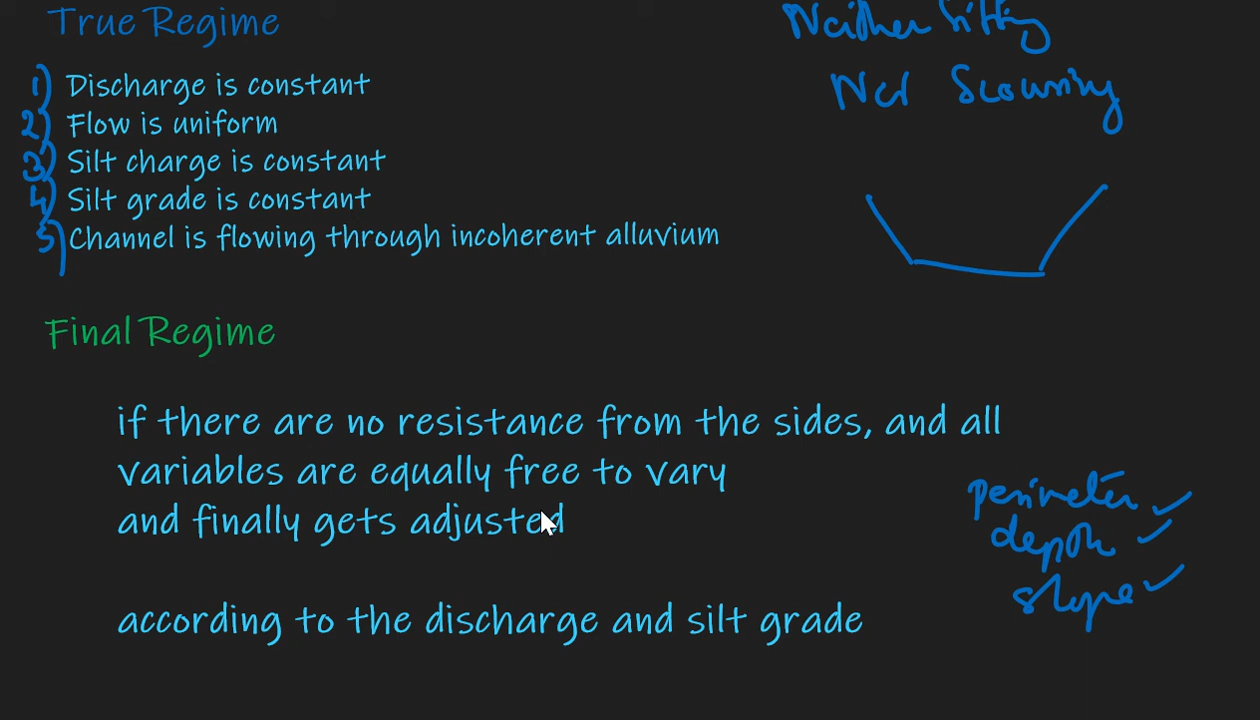 True Regime
Neither Silting
Nor Scouring
1) Discharge is constant
2) Flow is uniform
3) Silt charge is constant
4) Silt grade is constant
5) Channel is flowing through incoherent alluvium
Final Regime
if there are no resistance from the sides, and all
variables are equally free to vary
and finally gets adjusted
perimeter
depth
slope
according to the discharge and silt grade